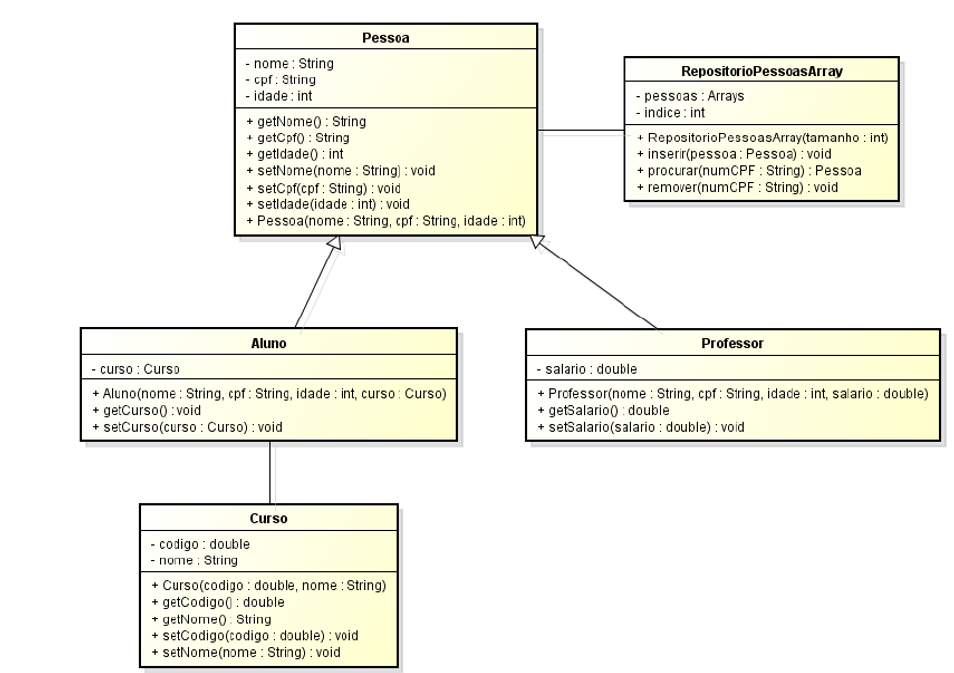 Pessoa
- nome : String
- cpf : String
- idade : int
+ getNome() : String
+ getCpf() : String
+ getIdade() : int
+ setNome(nome : String) : void
+ setCpf(cpf : String) : void
+ setIdade(idade : int) : void
+ Pessoa(nome : String, cpf : String, idade : int)
RepositorioPessoasArray
- pessoas : Arrays
- indice : int
+ RepositorioPessoasArray(tamanho : int)
+ inserir(pessoa : Pessoa) : void
+ procurar(numCPF : String) : Pessoa
+ remover(numCPF : String) : void
Aluno
- curso : Curso
+ Aluno(nome : String, cpf : String, idade : int, curso : Curso)
+ getCurso() : void
+ setCurso(curso : Curso) : void
Professor
- salario : double
+ Professor(nome : String, cpf : String, idade : int, salario : double)
+ getSalario() : double
+ setSalario(salario : double) : void
Curso
- codigo : double
- nome : String
+ Curso(codigo : double, nome : String)
+ getCodigo() : double
+ getNome() : String
+ setCodigo(codigo : double) : void
+ setNome(nome : String) : void